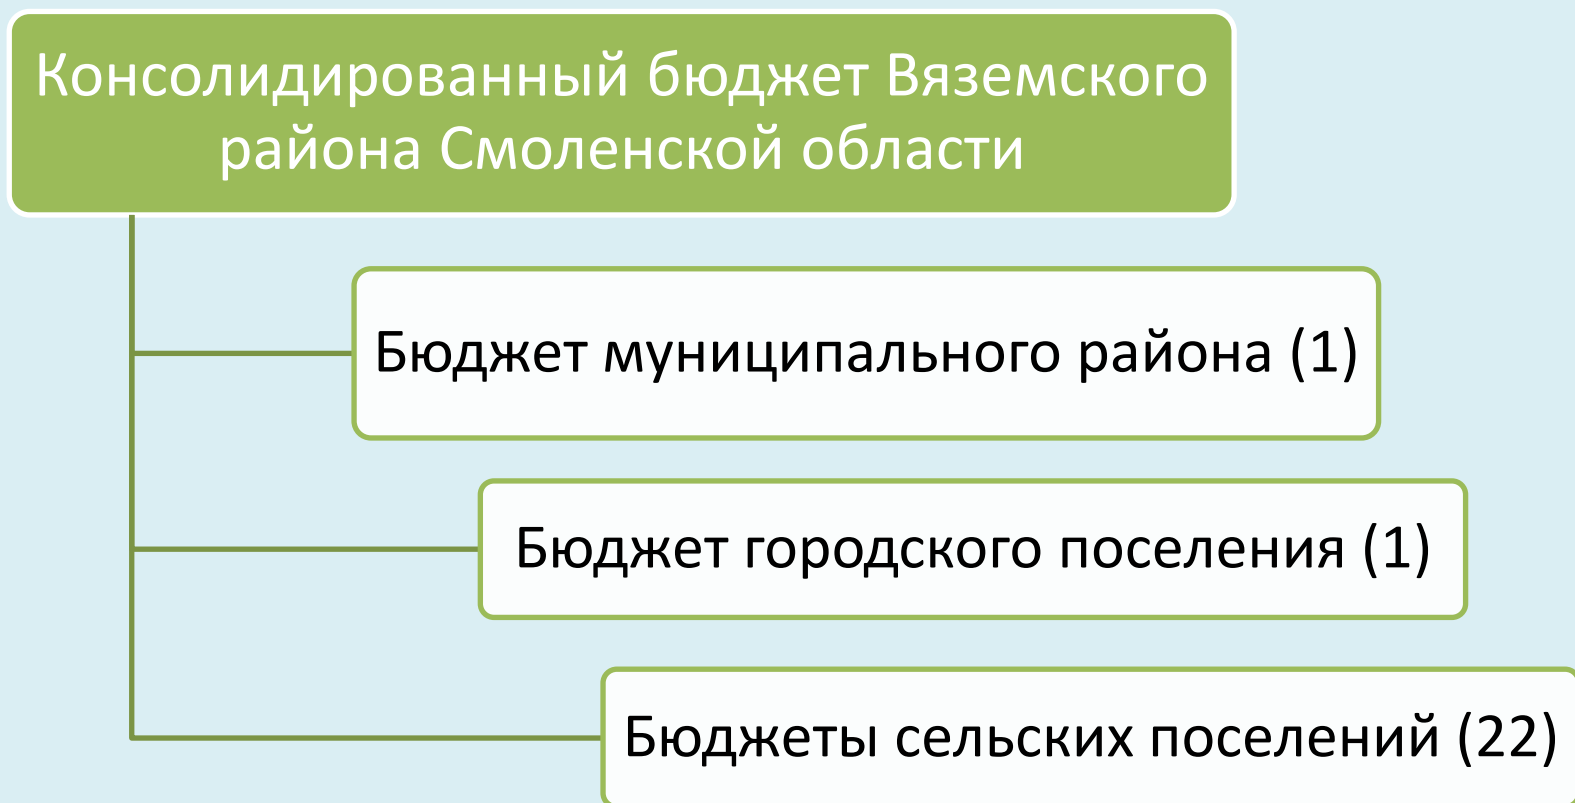 Консолидированный бюджет Вяземского
района Смоленской области
Бюджет муниципального района (1)
Бюджет городского поселения (1)
Бюджеты сельских поселений (22)